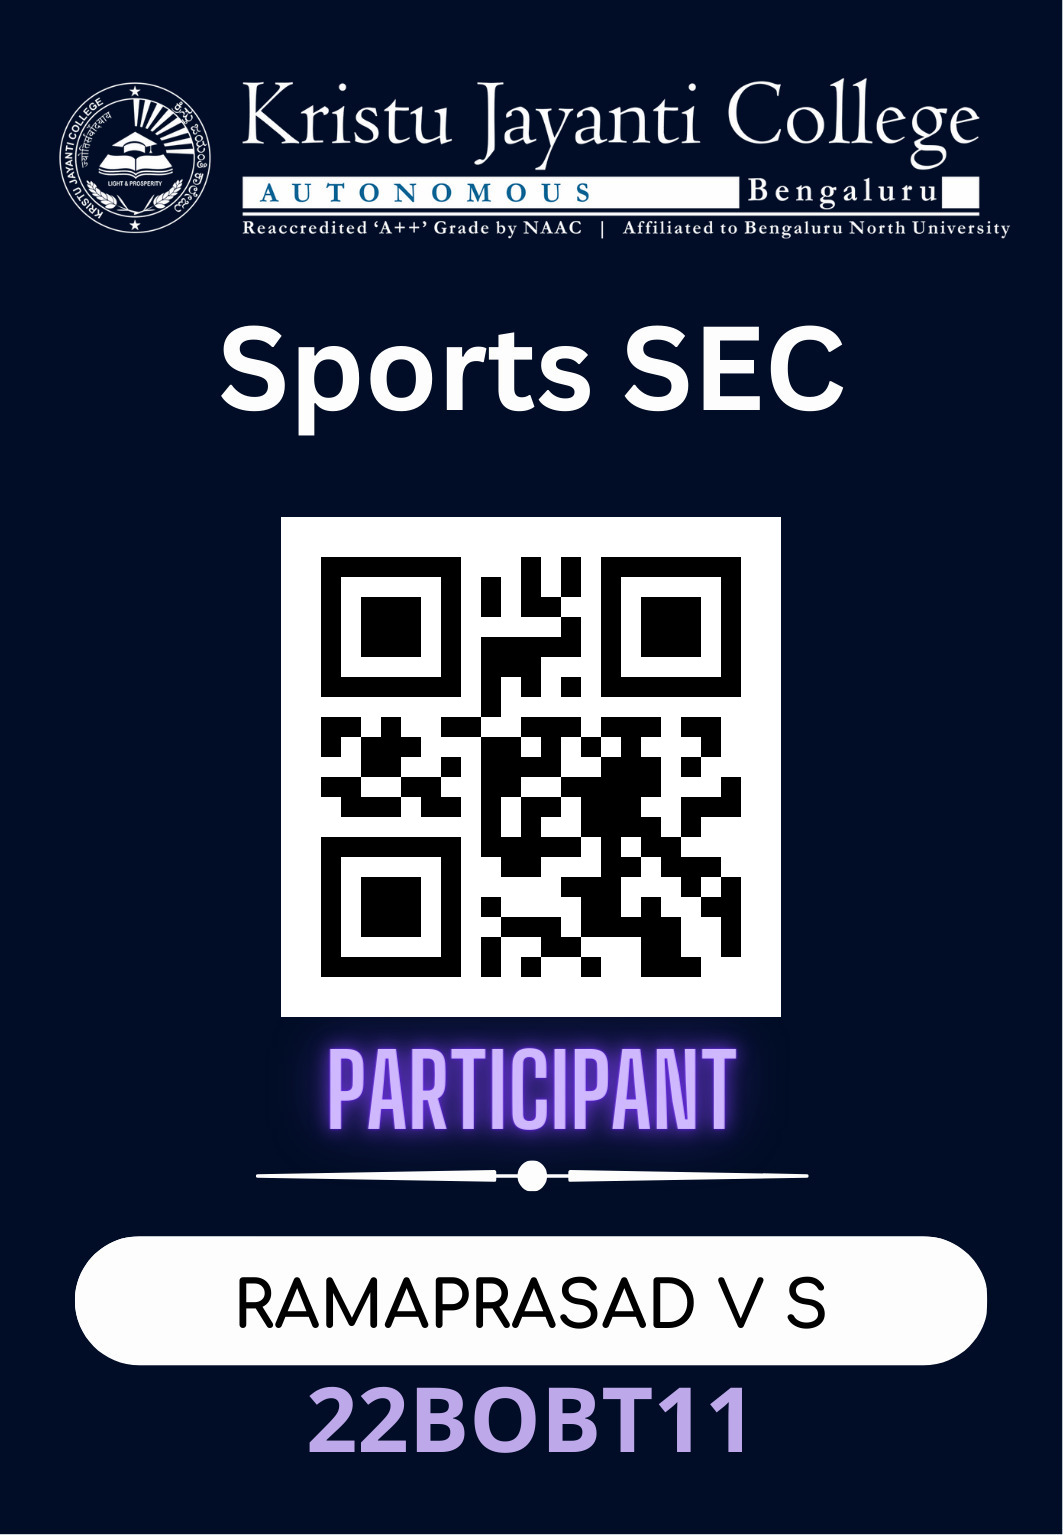 KRISTU JAYANTI COLLEGE
ಕ್ರಿಸ್ತು ಜಯಂತಿ ಕಾಲೇಜು
LIGHT & PROSPERITY
Kristu Jayanti College
AUTONOMOUS Bengaluru
Reaccredited ‘A++’ Grade by NAAC | Affiliated to Bengaluru North University
Sports SEC
PARTICIPANT
RAMAPRASAD V S
22BOBT11